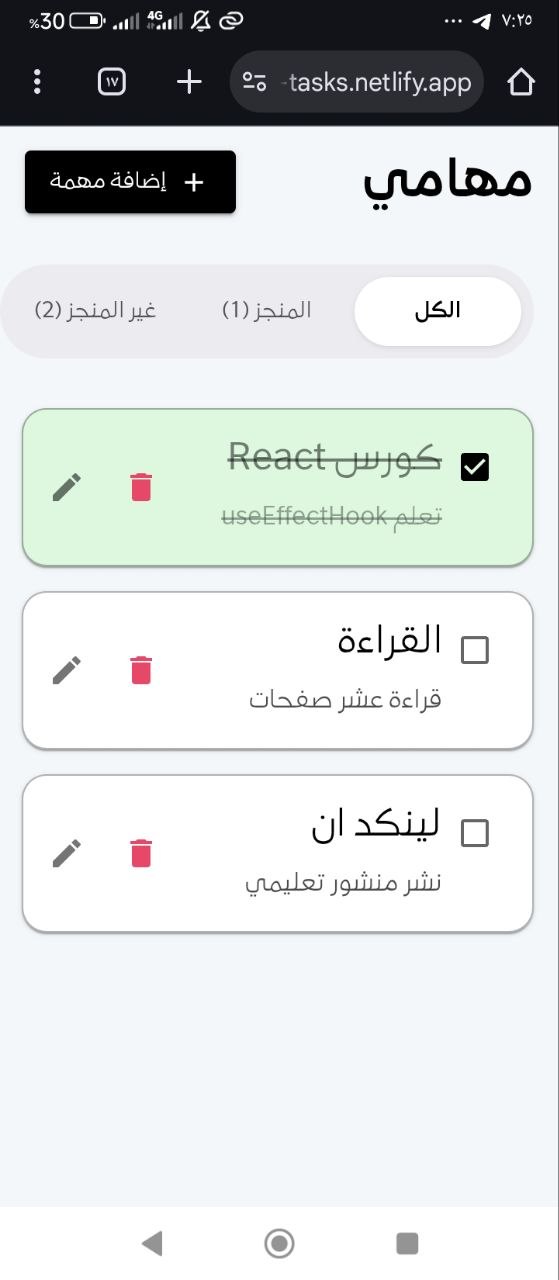 ٧:٢٥ ... 4G %30
-tasks.netlify.app ١٧
مهامي
إضافة مهمة +
الكل المنجز (1) غير المنجز (2)
كورس React
تعلم useEffectHook
القراءة
قراءة عشر صفحات
لينكد ان
نشر منشور تعليمي